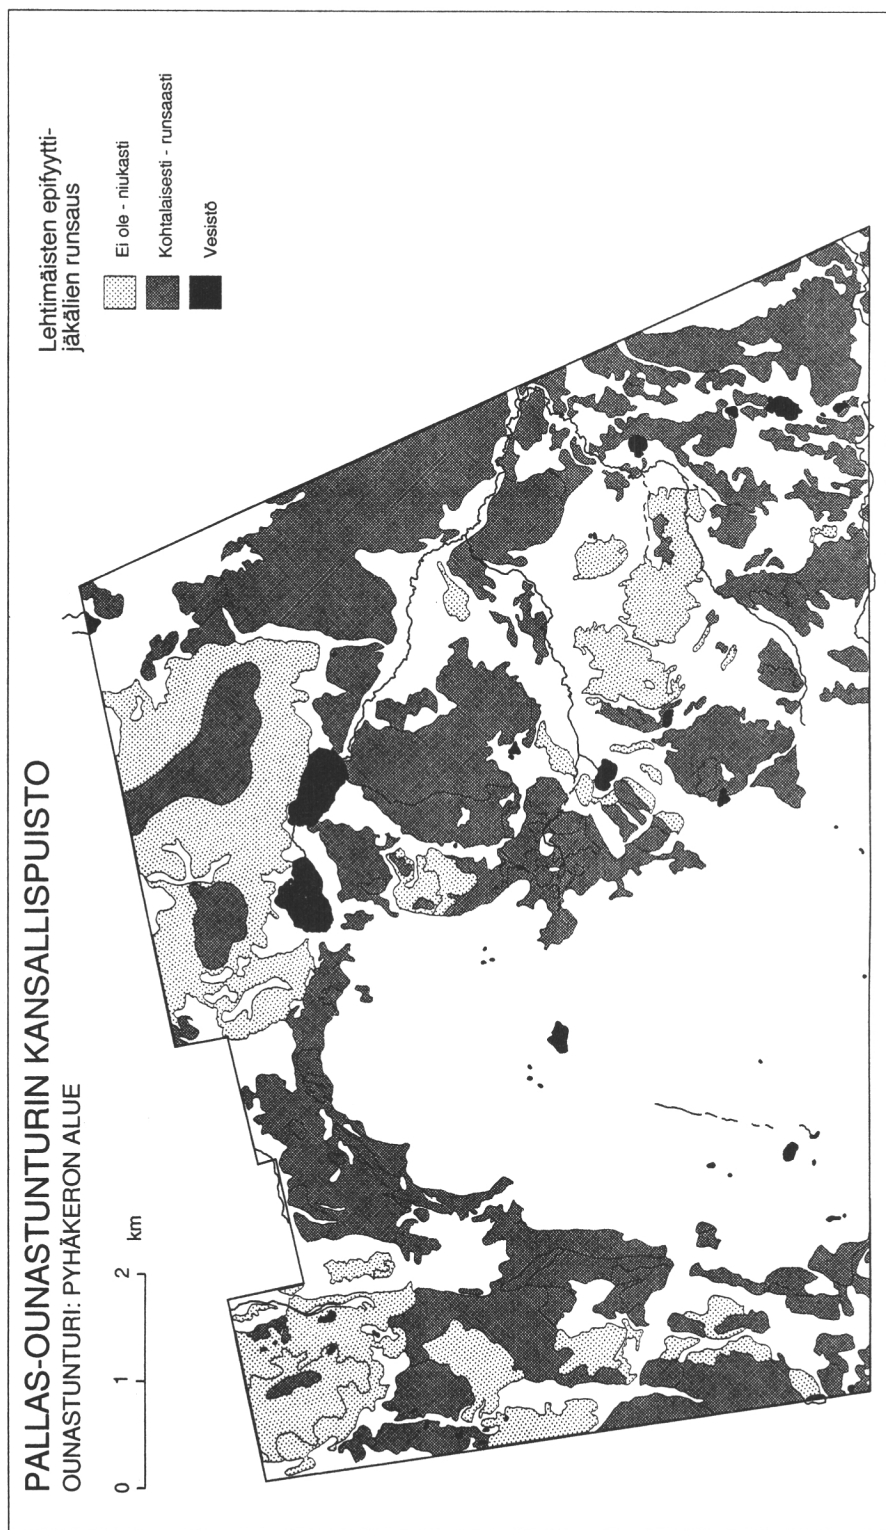 PALLAS-OUNASTUNTURIN KANSALLISPUISTO
OUNASTUNTURI: PYHÄKERON ALUE
0 1 2 km
Lehtimäisten epifyytti-
jäkälien runsaus
Ei ole - niukasti
Kohtalaisesti - runsaasti
Vesistö